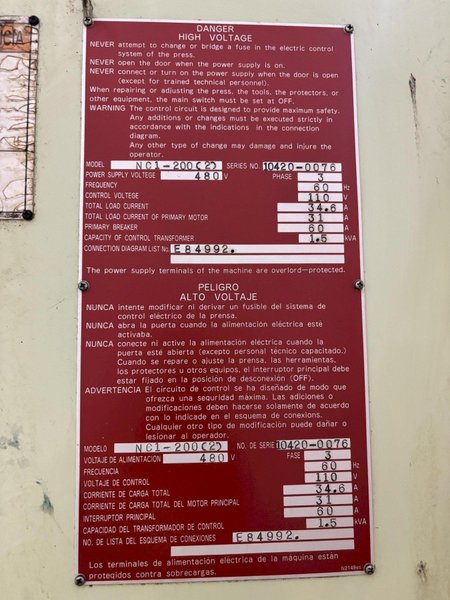 DANGER
HIGH VOLTAGE
NEVER attempt to change or bridge a fuse in the electric control
system of the press.
NEVER open the door when the power supply is on.
NEVER connect or turn on the power supply when the door is open
(except for trained technical personnel).
When repairing or adjusting the press, the tools, the protectors, or
other equipment, the main switch must be set at OFF.
WARNING The control circuit is designed to provide maximum safety.
Any additions or changes must be executed strictly in
accordance with the indications in the connection
diagram.
Any other type of change may damage and injure the
operator.
MODEL NC1-200(2) SERIES NO. 10420-0076
POWER SUPPLY VOLTEGE 480 V PHASE 3
FREQUENCY 60 Hz
CONTROL VOLTEGE 110 V
TOTAL LOAD CURRENT 34.6 A
TOTAL LOAD CURRENT OF PRIMARY MOTOR 31 A
PRIMARY BREAKER 60 A
CAPACITY OF CONTROL TRANSFORMER 1.5 kVA
CONNECTION DIAGRAM LIST No. E84992.
The power supply terminals of the machine are overlord-protected.
PELIGRO
ALTO VOLTAJE
NUNCA intente modificar ni derivar un fusible del sistema de
control eléctrico de la prensa.
NUNCA abra la puerta cuando la alimentación eléctrica esté
activada.
NUNCA conecte ni active la alimentación eléctrica cuando la
puerta esté abierta (excepto personal técnico capacitado.)
Cuando se repare o ajuste la prensa, las herramientas,
los protectores u otros equipos, el interruptor principal debe
estar fijado en la posición de desconexión (OFF).
ADVERTENCIA El circuito de control se ha diseñado de modo que
ofrezca una seguridad máxima. Las adiciones o
modificaciones deben hacerse solamente de acuerdo
con lo indicado en el esquema de conexiones.
Cualquier otro tipo de modificación puede dañar o
lesionar al operador.
MODELO NC1-200(2) NO. DE SERIE 10420-0076
VOLTAJE DE ALIMENTACIÓN 480 V FASE 3
FRECUENCIA 60 Hz
VOLTAJE DE CONTROL 110 V
CORRIENTE DE CARGA TOTAL 34.6 A
CORRIENTE DE CARGA TOTAL DEL MOTOR PRINCIPAL 31 A
INTERRUPTOR PRINCIPAL 60 A
CAPACIDAD DEL TRANSFORMADOR DE CONTROL 1.5 kVA
NO. DE LISTA DEL ESQUEMA DE CONEXIONES E84992.
Los terminales de alimentación eléctrica de la máquina están
protegidos contra sobrecargas.